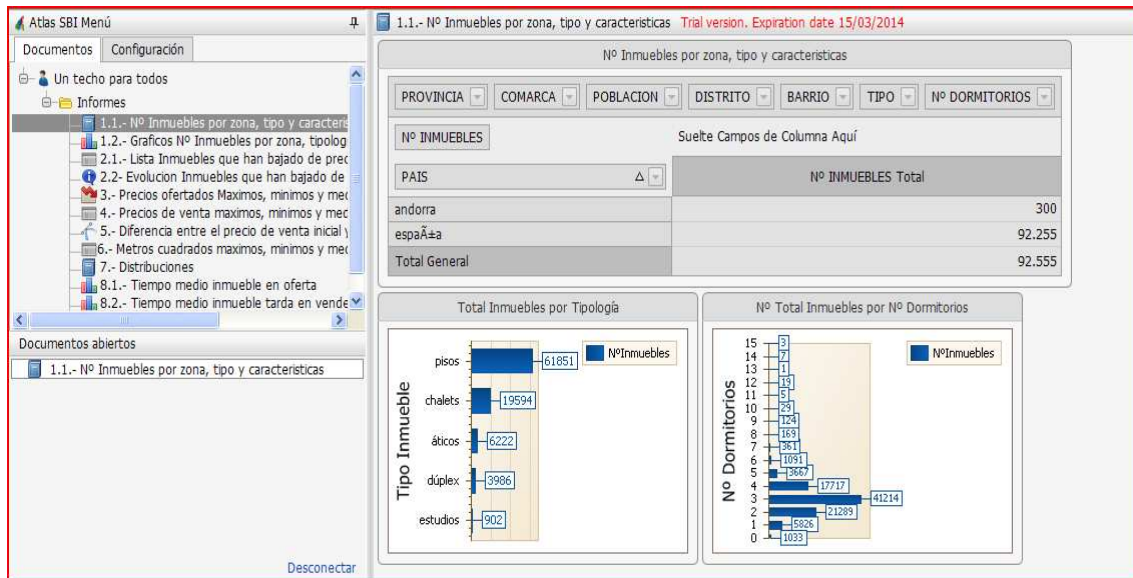 Atlas SBI Menú
Documentos Configuración
Un techo para todos
Informes
1.1.- Nº Inmuebles por zona, tipo y caracteris
1.2.- Graficos Nº Inmuebles por zona, tipolog
2.1.- Lista Inmuebles que han bajado de prec
2.2- Evolucion Inmuebles que han bajado de
3.- Precios ofertados Maximos, minimos y med
4.- Precios de venta maximos, minimos y med
5.- Diferencia entre el precio de venta inicial y
6.- Metros cuadrados maximos, minimos y med
7.- Distribuciones
8.1.- Tiempo medio inmueble en oferta
8.2.- Tiempo medio inmueble tarda en vende
Documentos abiertos
1.1.- Nº Inmuebles por zona, tipo y caracteristicas
Desconectar
1.1.- Nº Inmuebles por zona, tipo y caracteristicas Trial version. Expiration date 15/03/2014
Nº Inmuebles por zona, tipo y caracteristicas
PROVINCIA COMARCA POBLACION DISTRITO BARRIO TIPO Nº DORMITORIOS
Nº INMUEBLES Suelte Campos de Columna Aquí
PAIS Nº INMUEBLES Total
andorra 300
espaÃ±a 92.255
Total General 92.555
Total Inmuebles por Tipología
NºInmuebles
Tipo Inmueble
pisos 61851
chalets 19594
áticos 6222
dúplex 3986
estudios 902
Nº Total Inmuebles por Nº Dormitorios
NºInmuebles
Nº Dormitorios
15 3
14 7
13 1
12 19
11 5
10 29
9 124
8 169
7 361
6 1091
5 3667
4 17717
3 41214
2 21289
1 5826
0 1033